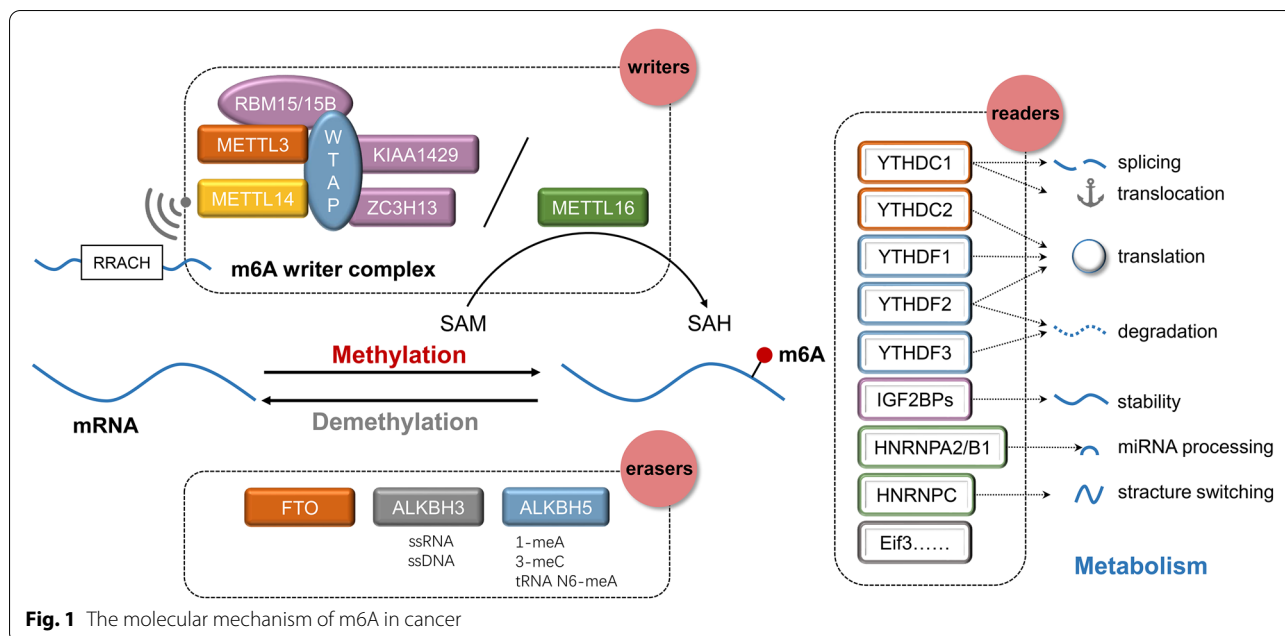 writers
RBM15/15B
METTL3
WTAP
KIAA1429
METTL14
ZC3H13
METTL16
RRACH
m6A writer complex
SAM
SAH
Methylation
m6A
mRNA
Demethylation
erasers
FTO
ALKBH3
ALKBH5
ssRNA
ssDNA
1-meA
3-meC
tRNA N6-meA
readers
YTHDC1
YTHDC2
YTHDF1
YTHDF2
YTHDF3
IGF2BPs
HNRNPA2/B1
HNRNPC
Eif3......
splicing
translocation
translation
degradation
stability
miRNA processing
stracture switching
Metabolism
Fig. 1 The molecular mechanism of m6A in cancer